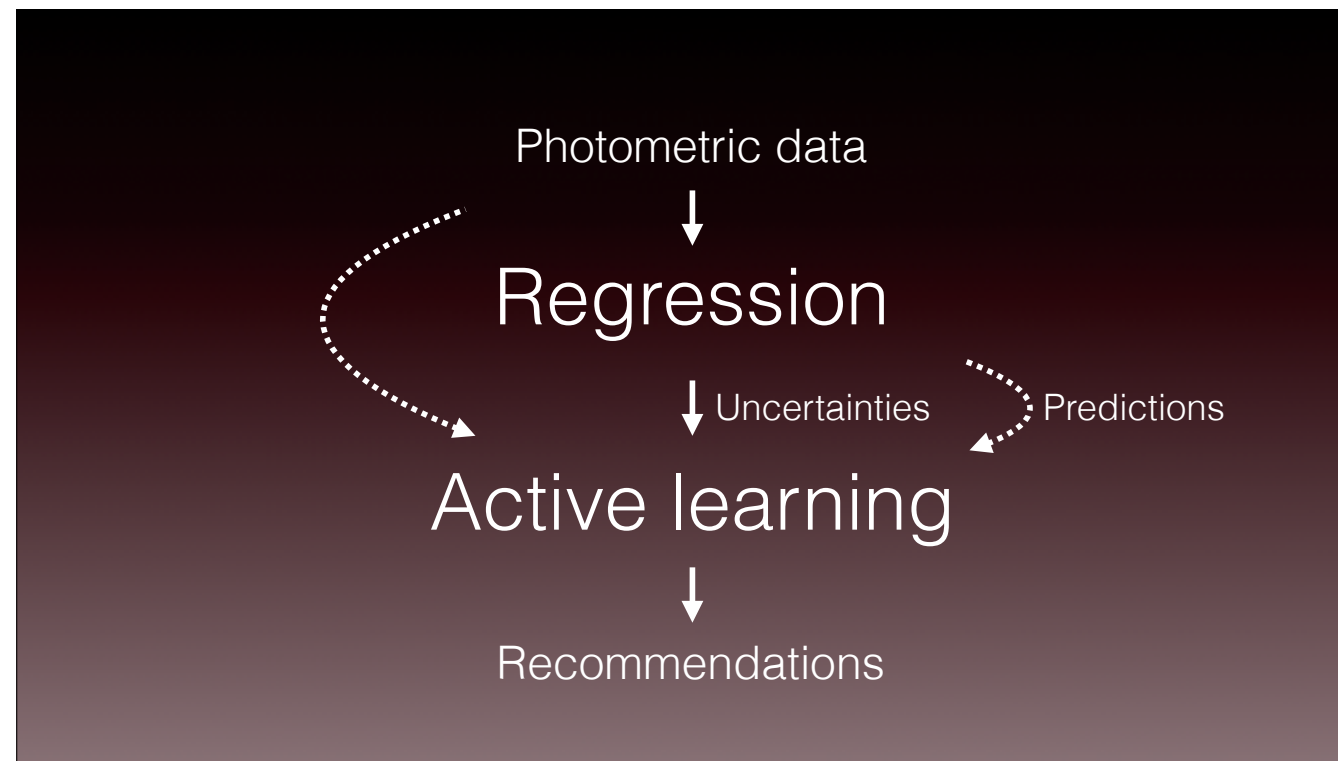 Photometric data
Regression
Uncertainties
Predictions
Active learning
Recommendations